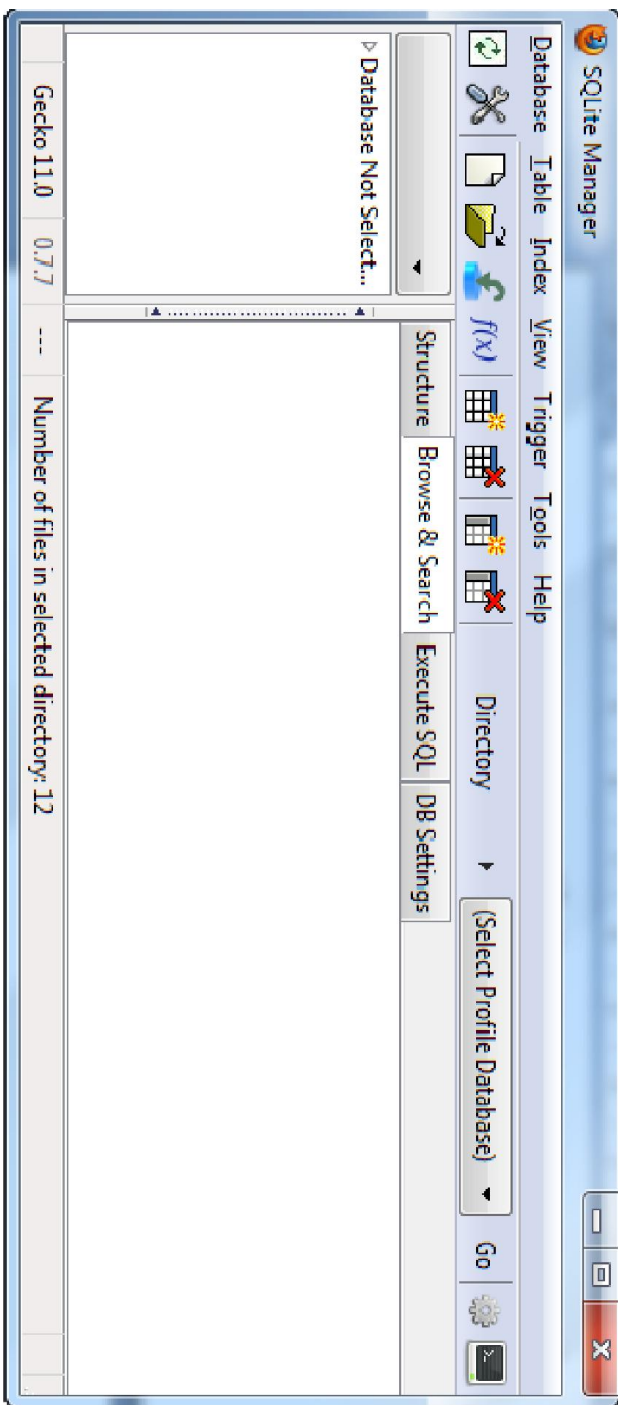 SQLite Manager
Database Table Index View Trigger Tools Help
f(x) Directory (Select Profile Database) Go
Structure Browse & Search Execute SQL DB Settings
Database Not Select...
Gecko 11.0 0.7.7 --- Number of files in selected directory: 12